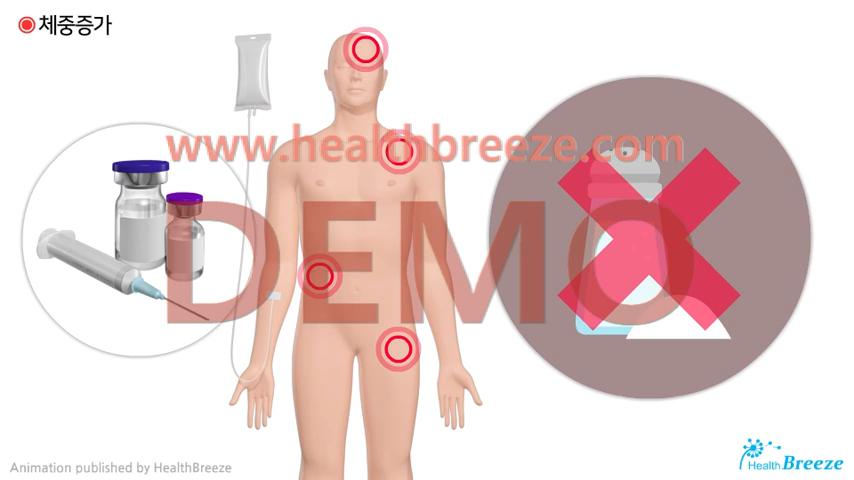 체중증가
www.healthbreeze.com
DEMO
Animation published by HealthBreeze
Health Breeze